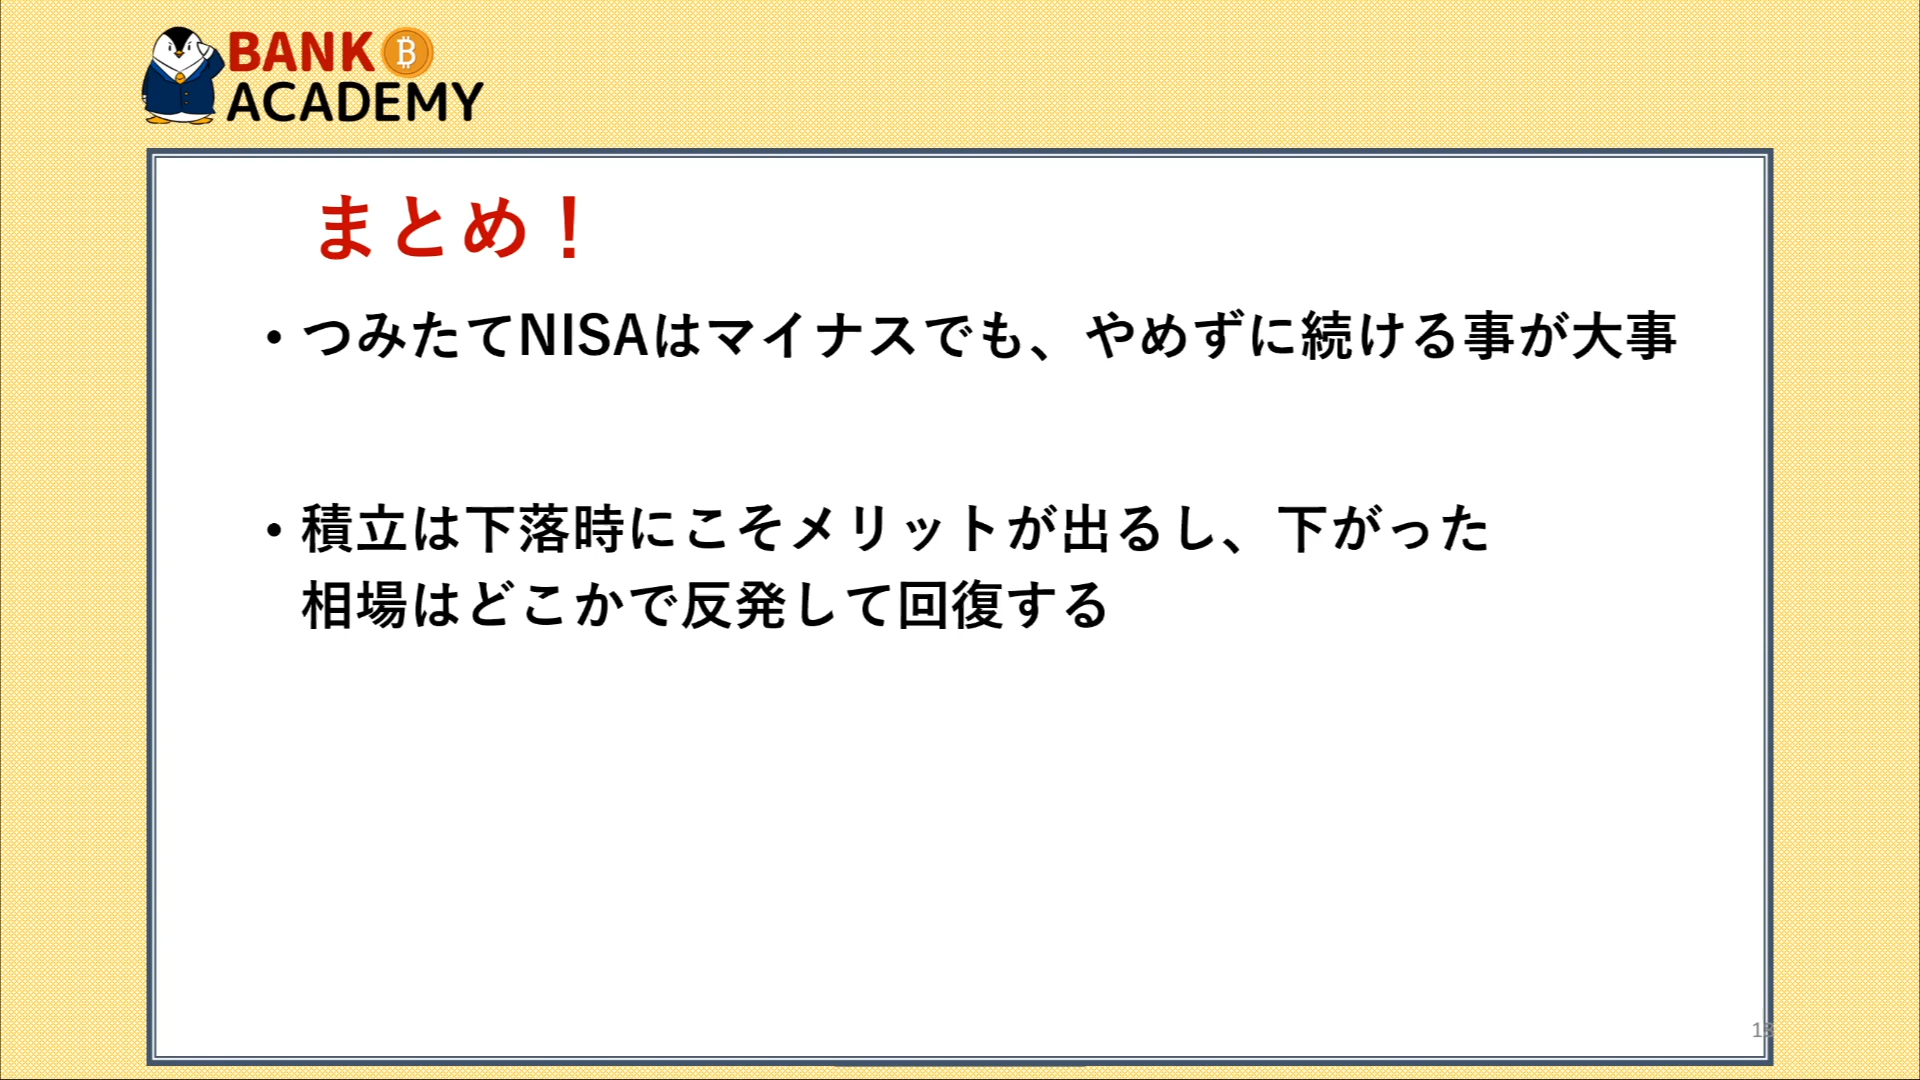 BANK
ACADEMY
まとめ！
・つみたてNISAはマイナスでも、やめずに続ける事が大事
・積立は下落時にこそメリットが出るし、下がった
相場はどこかで反発して回復する